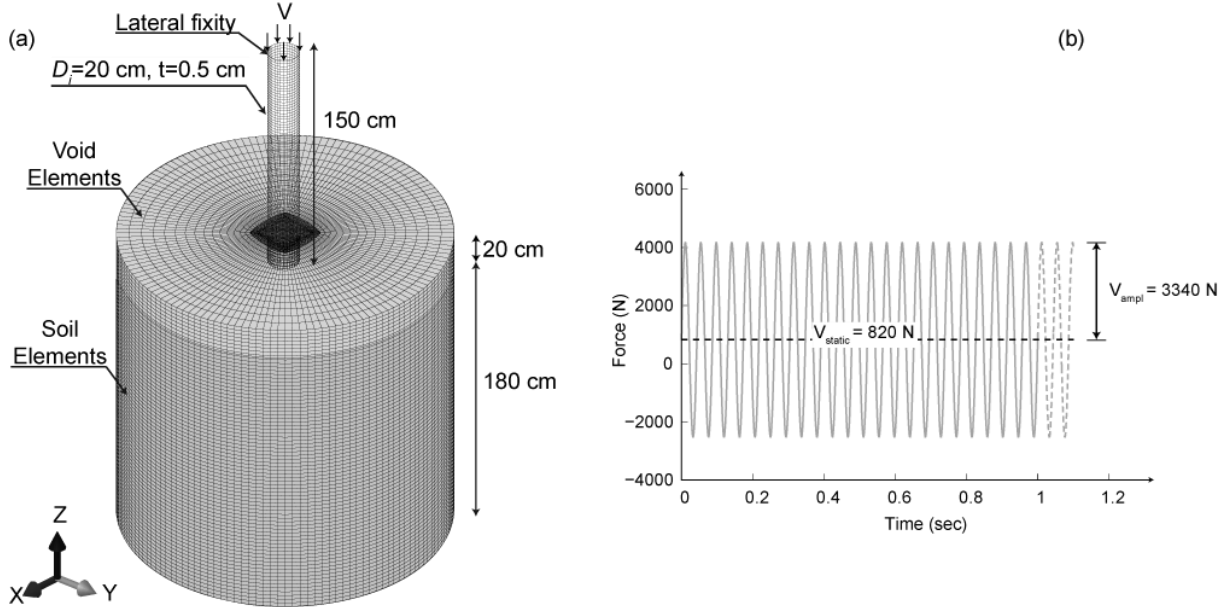 (a)
Lateral fixity
V
D_i=20 cm, t=0.5 cm
150 cm
Void
Elements
20 cm
Soil
Elements
180 cm
Z
X
Y
(b)
6000
4000
2000
0
−2000
−4000
Force (N)
V_static = 820 N
V_ampl = 3340 N
0
0.2
0.4
0.6
0.8
1
1.2
Time (sec)